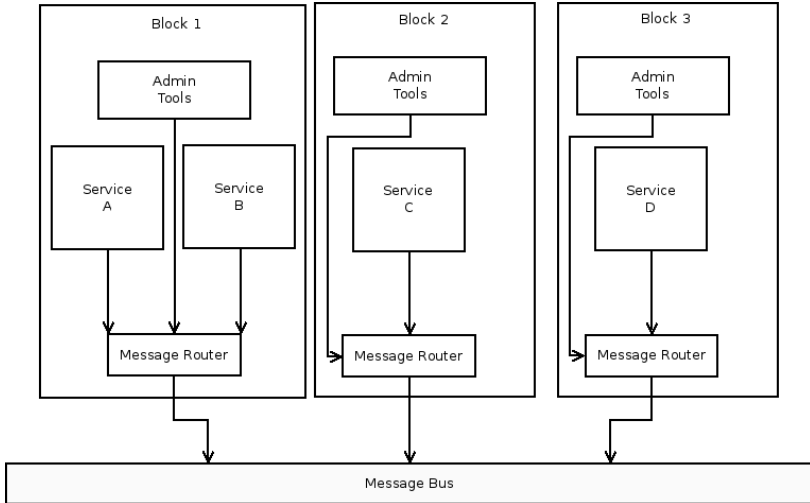 Block 1
Admin
Tools
Service
A
Service
B
Message Router
Block 2
Admin
Tools
Service
C
Message Router
Block 3
Admin
Tools
Service
D
Message Router
Message Bus